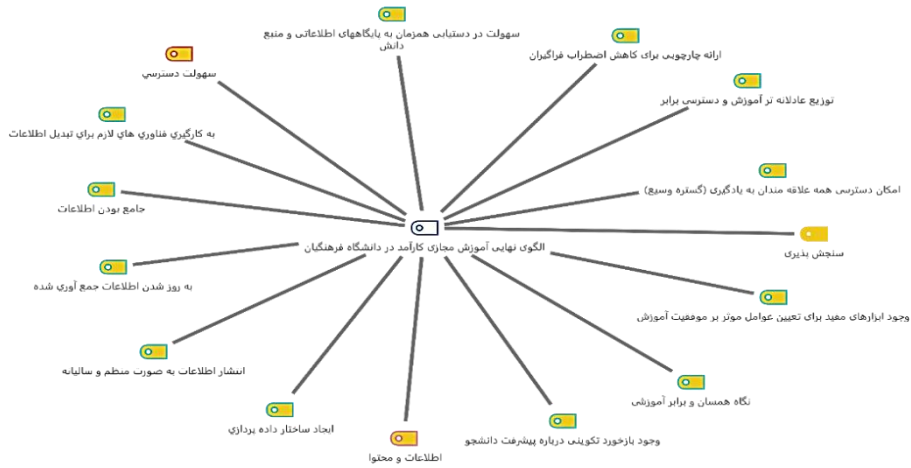 سهولت در دستیابی همزمان به پایگاههای اطلاعاتی و منبع
دانش
ارائه چارچوبی برای کاهش اضطراب فراگیران
سهولت دسترسي
توزیع عادلانه تر آموزش و دسترسی برابر
به کارگیري فناوري هاي لازم براي تبدیل اطلاعات
امکان دسترسی همه علاقه مندان به یادگیری (گستره وسیع)
جامع بودن اطلاعات
الگوی نهایی آموزش مجازی کارآمد در دانشگاه فرهنگیان
سنجش پذیری
به روز شدن اطلاعات جمع آوري شده
وجود ابزارهای مفید برای تعیین عوامل موثر بر موفقیت آموزش
انتشار اطلاعات به صورت منظم و سالیانه
نگاه همسان و برابر آموزشی
ایجاد ساختار داده پردازي
وجود بازخورد تکوینی درباره پیشرفت دانشجو
اطلاعات و محتوا